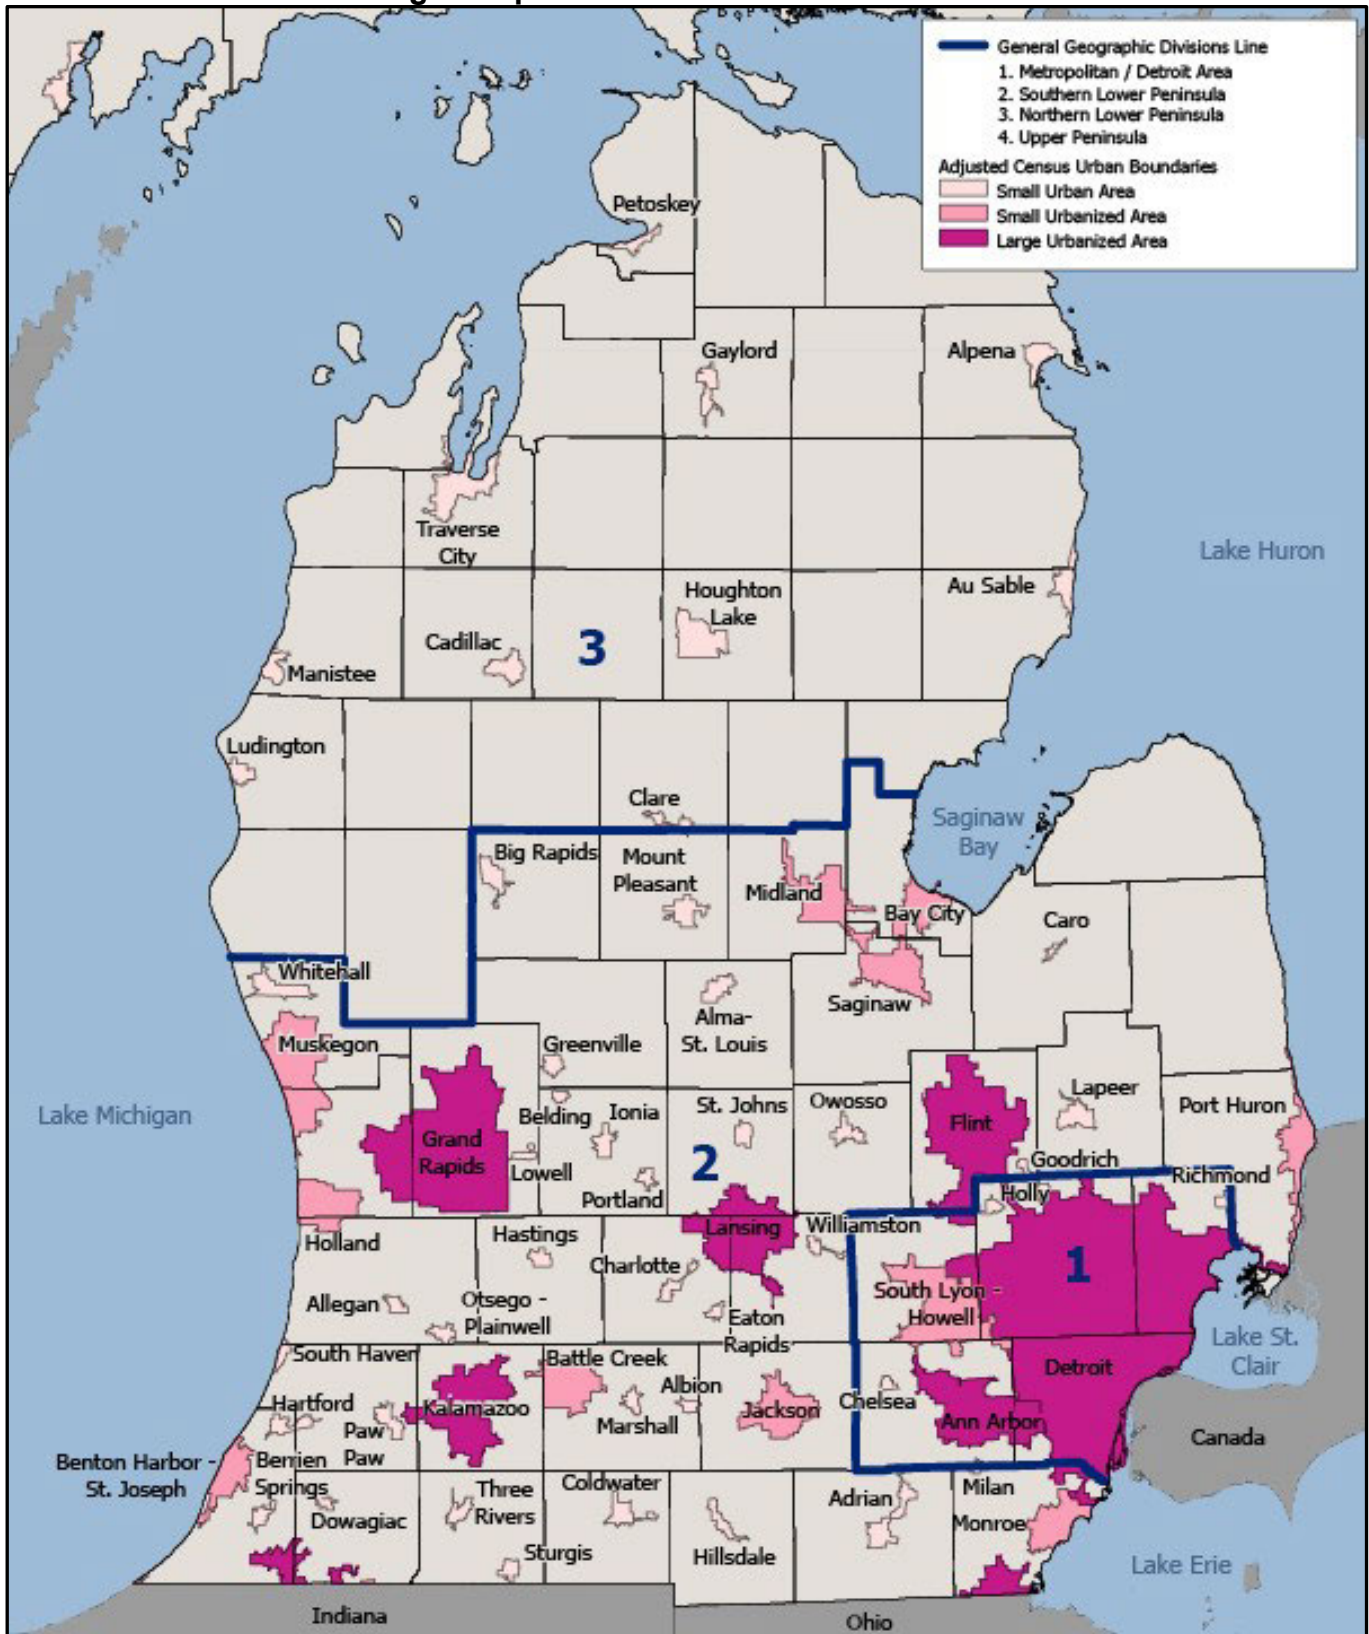 General Geographic Divisions Line
1. Metropolitan / Detroit Area
2. Southern Lower Peninsula
3. Northern Lower Peninsula
4. Upper Peninsula
Adjusted Census Urban Boundaries
Small Urban Area
Small Urbanized Area
Large Urbanized Area
Petoskey
Gaylord
Alpena
Traverse
City
Lake Huron
Houghton
Lake
Au Sable
Cadillac
3
Manistee
Ludington
Clare
Saginaw
Bay
Big Rapids
Mount
Pleasant
Midland
Bay City
Caro
Whitehall
Saginaw
Alma-
St. Louis
Muskegon
Greenville
Lake Michigan
Belding
Ionia
St. Johns
Owosso
Flint
Lapeer
Port Huron
Grand
Rapids
Lowell
2
Portland
Goodrich
Holly
Richmond
Holland
Hastings
Lansing
Williamston
Charlotte
1
Allegan
Otsego -
Plainwell
Eaton
Rapids
South Lyon -
Howell
Lake St.
Clair
South Haven
Battle Creek
Albion
Detroit
Hartford
Paw
Paw
Kalamazoo
Marshall
Jackson
Chelsea
Ann Arbor
Canada
Benton Harbor -
St. Joseph
Berrien
Springs
Dowagiac
Three
Rivers
Coldwater
Adrian
Milan
Monroe
Sturgis
Hillsdale
Lake Erie
Indiana
Ohio